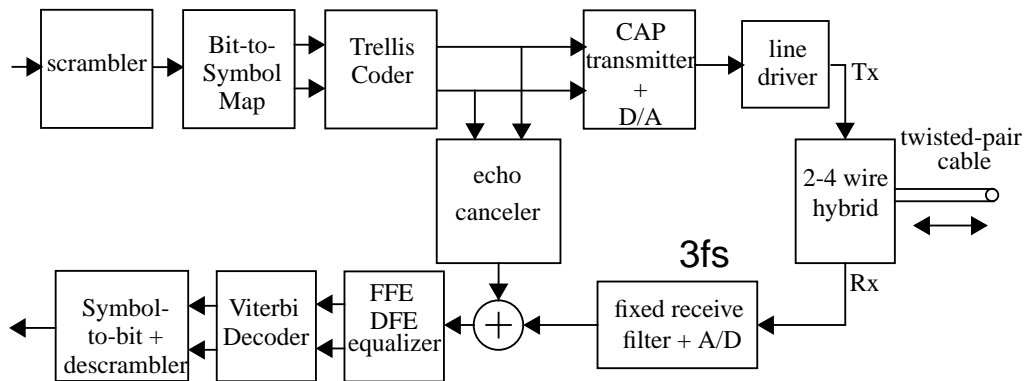 scrambler
Bit-to-
Symbol
Map
Trellis
Coder
CAP
transmitter
+
D/A
line
driver
Tx
echo
canceler
2-4 wire
hybrid
twisted-pair
cable
3fs
Rx
Symbol-
to-bit +
descrambler
Viterbi
Decoder
FFE
DFE
equalizer
+
fixed receive
filter + A/D